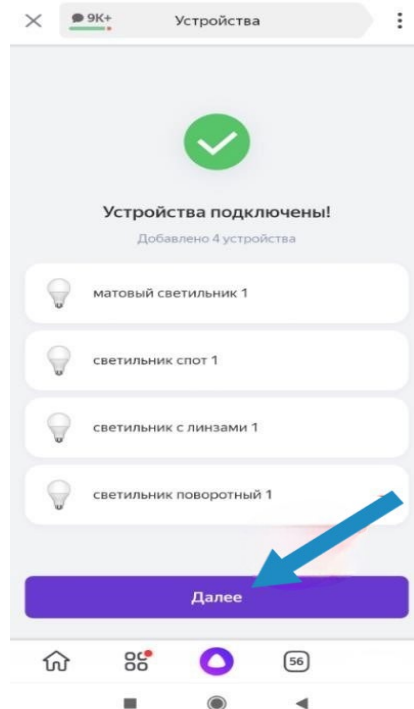 9К+ Устройства
Устройства подключены!
Добавлено 4 устройства
матовый светильник 1
светильник спот 1
светильник с линзами 1
светильник поворотный 1
Далее
56